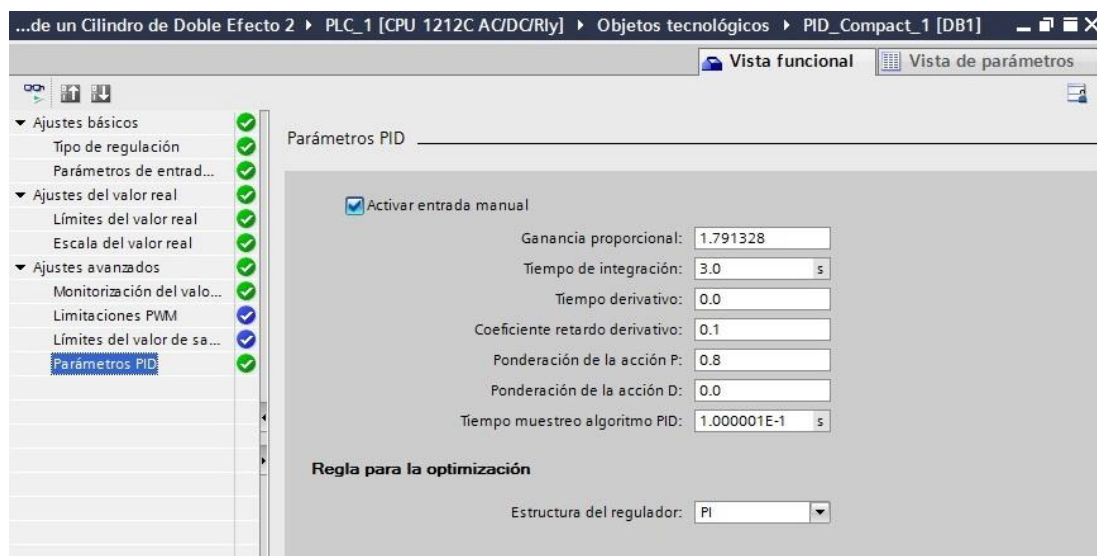 ...de un Cilindro de Doble Efecto 2 ▸ PLC_1 [CPU 1212C AC/DC/Rly] ▸ Objetos tecnológicos ▸ PID_Compact_1 [DB1]
Vista funcional
Vista de parámetros
Ajustes básicos
Tipo de regulación
Parámetros de entrad...
Ajustes del valor real
Límites del valor real
Escala del valor real
Ajustes avanzados
Monitorización del valo...
Limitaciones PWM
Límites del valor de sa...
Parámetros PID
Parámetros PID
Activar entrada manual
Ganancia proporcional: 1.791328
Tiempo de integración: 3.0 s
Tiempo derivativo: 0.0
Coeficiente retardo derivativo: 0.1
Ponderación de la acción P: 0.8
Ponderación de la acción D: 0.0
Tiempo muestreo algoritmo PID: 1.000001E-1 s
Regla para la optimización
Estructura del regulador: PI